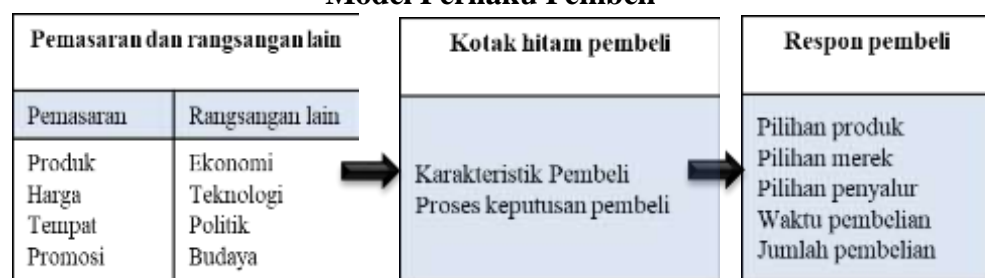 Model Perilaku Pembeli
Pemasaran dan rangsangan lain
Pemasaran Rangsangan lain
Produk Ekonomi
Harga Teknologi
Tempat Politik
Promosi Budaya
Kotak hitam pembeli
Karakteristik Pembeli
Proses keputusan pembeli
Respon pembeli
Pilihan produk
Pilihan merek
Pilihan penyalur
Waktu pembelian
Jumlah pembelian